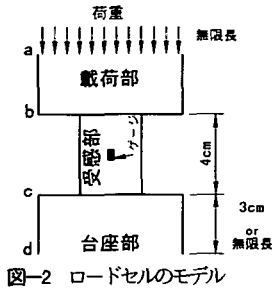 荷重
無限長
a
載荷部
b
受感部
ゲージ
4cm
c
3cm
or
無限長
台座部
d
図−2 ロードセルのモデル